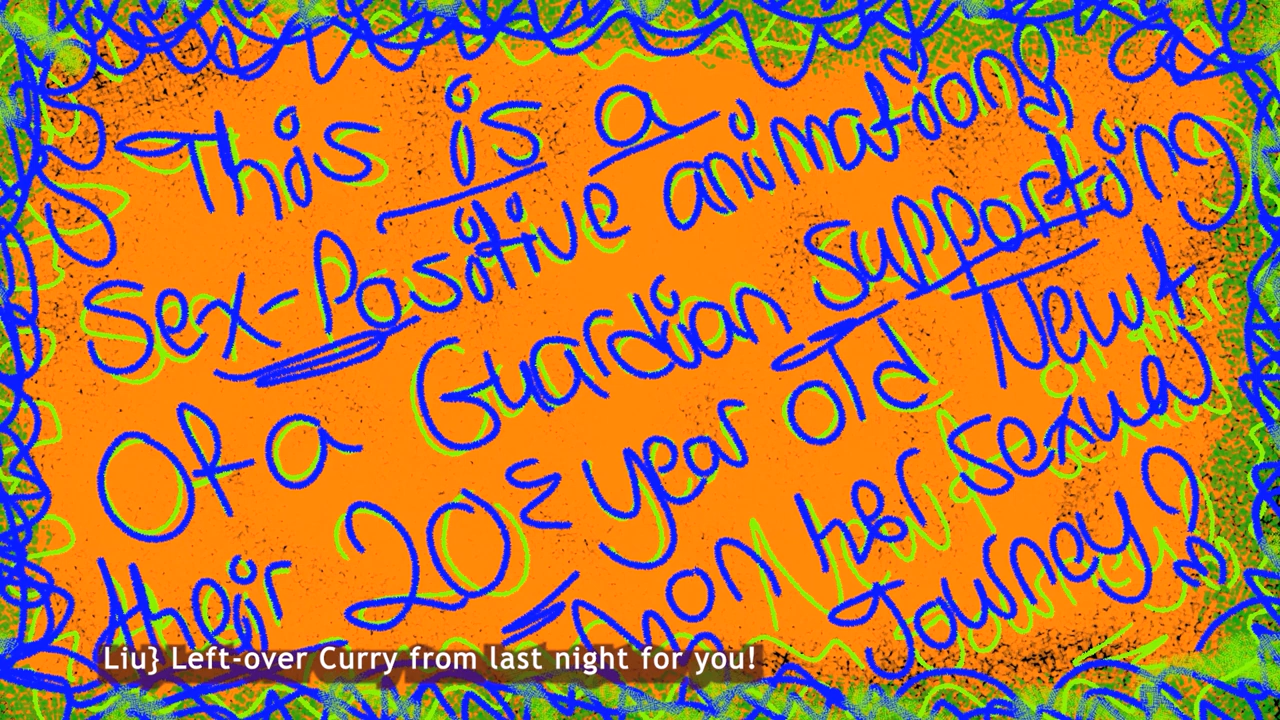 This is a
Sex-Positive animation
Of a Guardian supporting
their 20 year old Newt
on her sexual
Journey
Liu} Left-over Curry from last night for you!